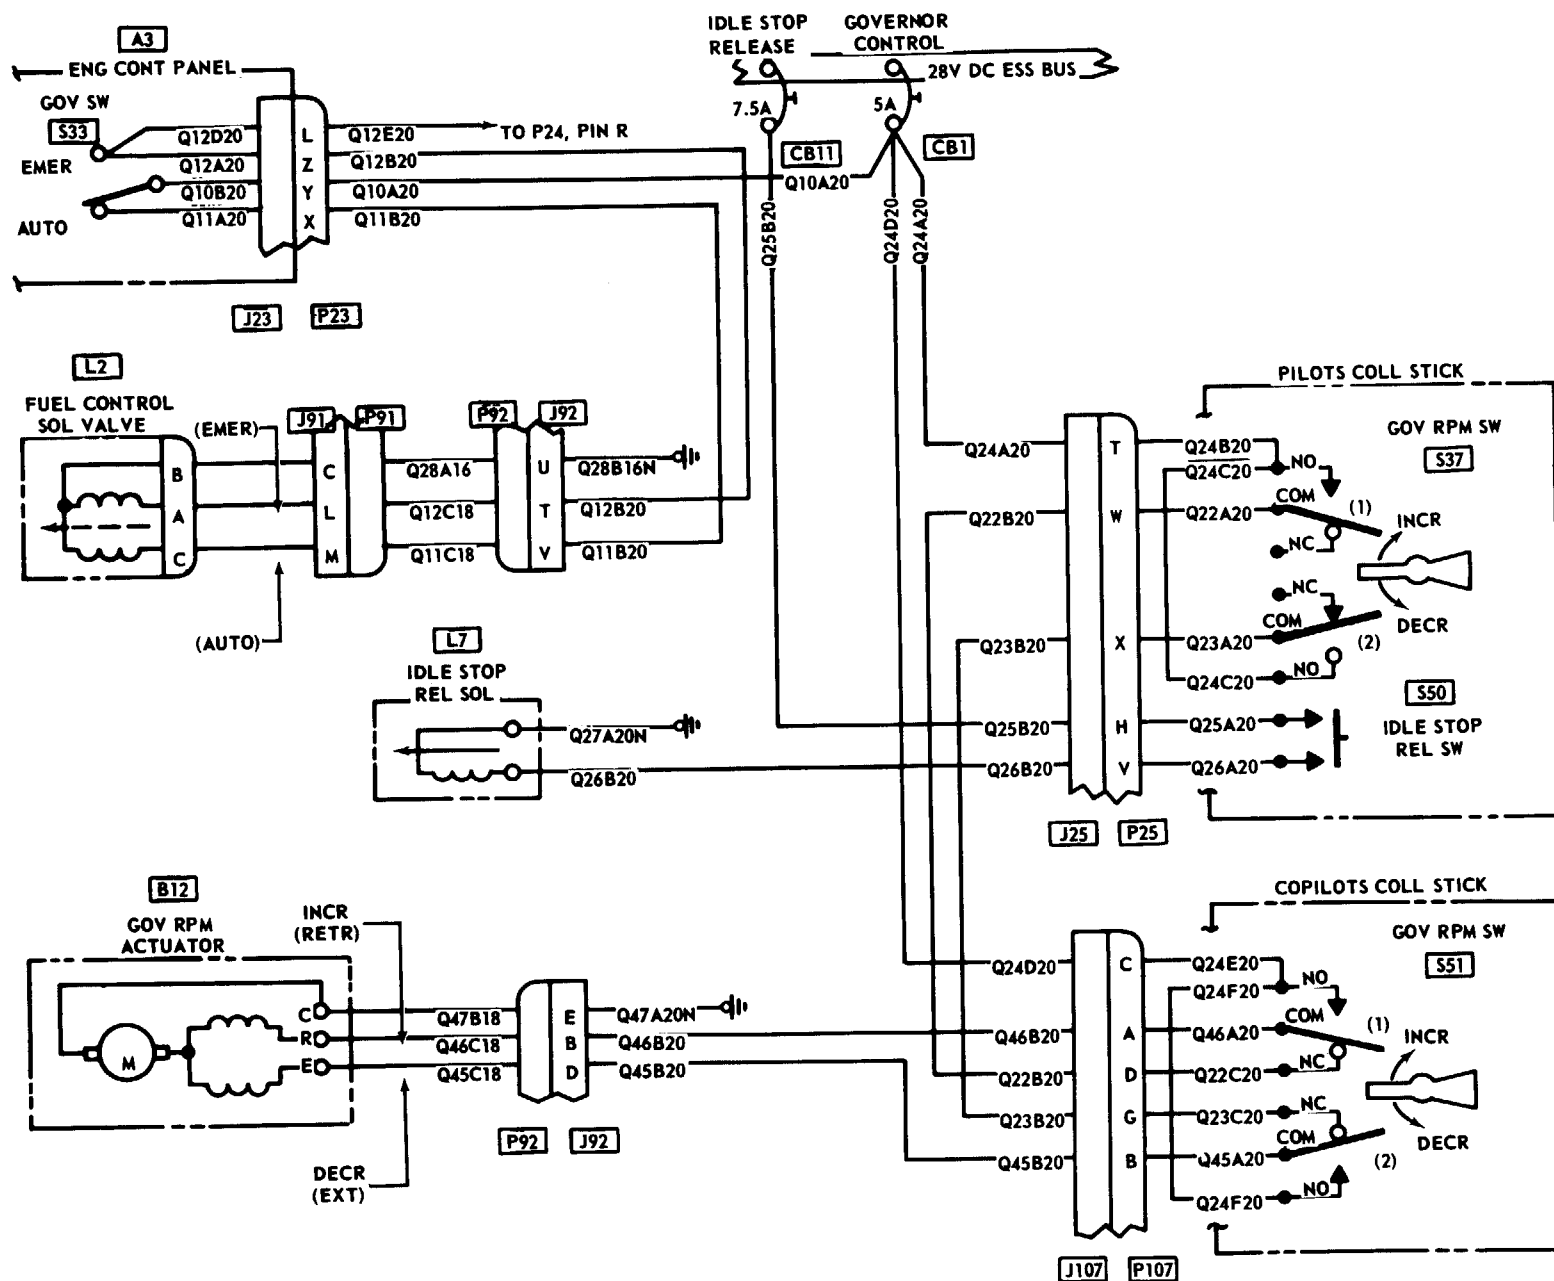 IDLE STOP
RELEASE
GOVERNOR
CONTROL
A3
ENG CONT PANEL
28V DC ESS BUS
GOV SW
S33
7.5A
5A
Q12D20
L
Q12E20
TO P24, PIN R
EMER
Q12A20
Z
Q12B20
CB11
CB1
Q10B20
Y
Q10A20
Q10A20
AUTO
Q11A20
X
Q11B20
Q25B20
Q24D20
Q24A20
J23
P23
L2
FUEL CONTROL
SOL VALVE
(EMER)
J91
P91
P92
J92
B
C
Q28A16
U
Q28B16N
A
L
Q12C18
T
Q12B20
C
M
Q11C18
V
Q11B20
(AUTO)
PILOTS COLL STICK
GOV RPM SW
S37
Q24A20
T
Q24B20
Q24C20
NO
Q22B20
W
Q22A20
COM
(1)
INCR
NC
NC
Q23B20
X
Q23A20
COM
(2)
DECR
Q24C20
NO
S50
IDLE STOP
REL SW
Q25B20
H
Q25A20
Q26B20
V
Q26A20
J25
P25
L7
IDLE STOP
REL SOL
Q27A20N
Q26B20
B12
GOV RPM
ACTUATOR
INCR
(RETR)
C
Q47B18
E
Q47A20N
R
Q46C18
B
Q46B20
M
E
Q45C18
D
Q45B20
P92
J92
DECR
(EXT)
COPILOTS COLL STICK
GOV RPM SW
S51
Q24D20
C
Q24E20
Q24F20
NO
Q46B20
A
Q46A20
COM
(1)
INCR
Q22B20
D
Q22C20
NC
Q23B20
G
Q23C20
NC
Q45B20
B
Q45A20
COM
(2)
DECR
Q24F20
NO
J107
P107